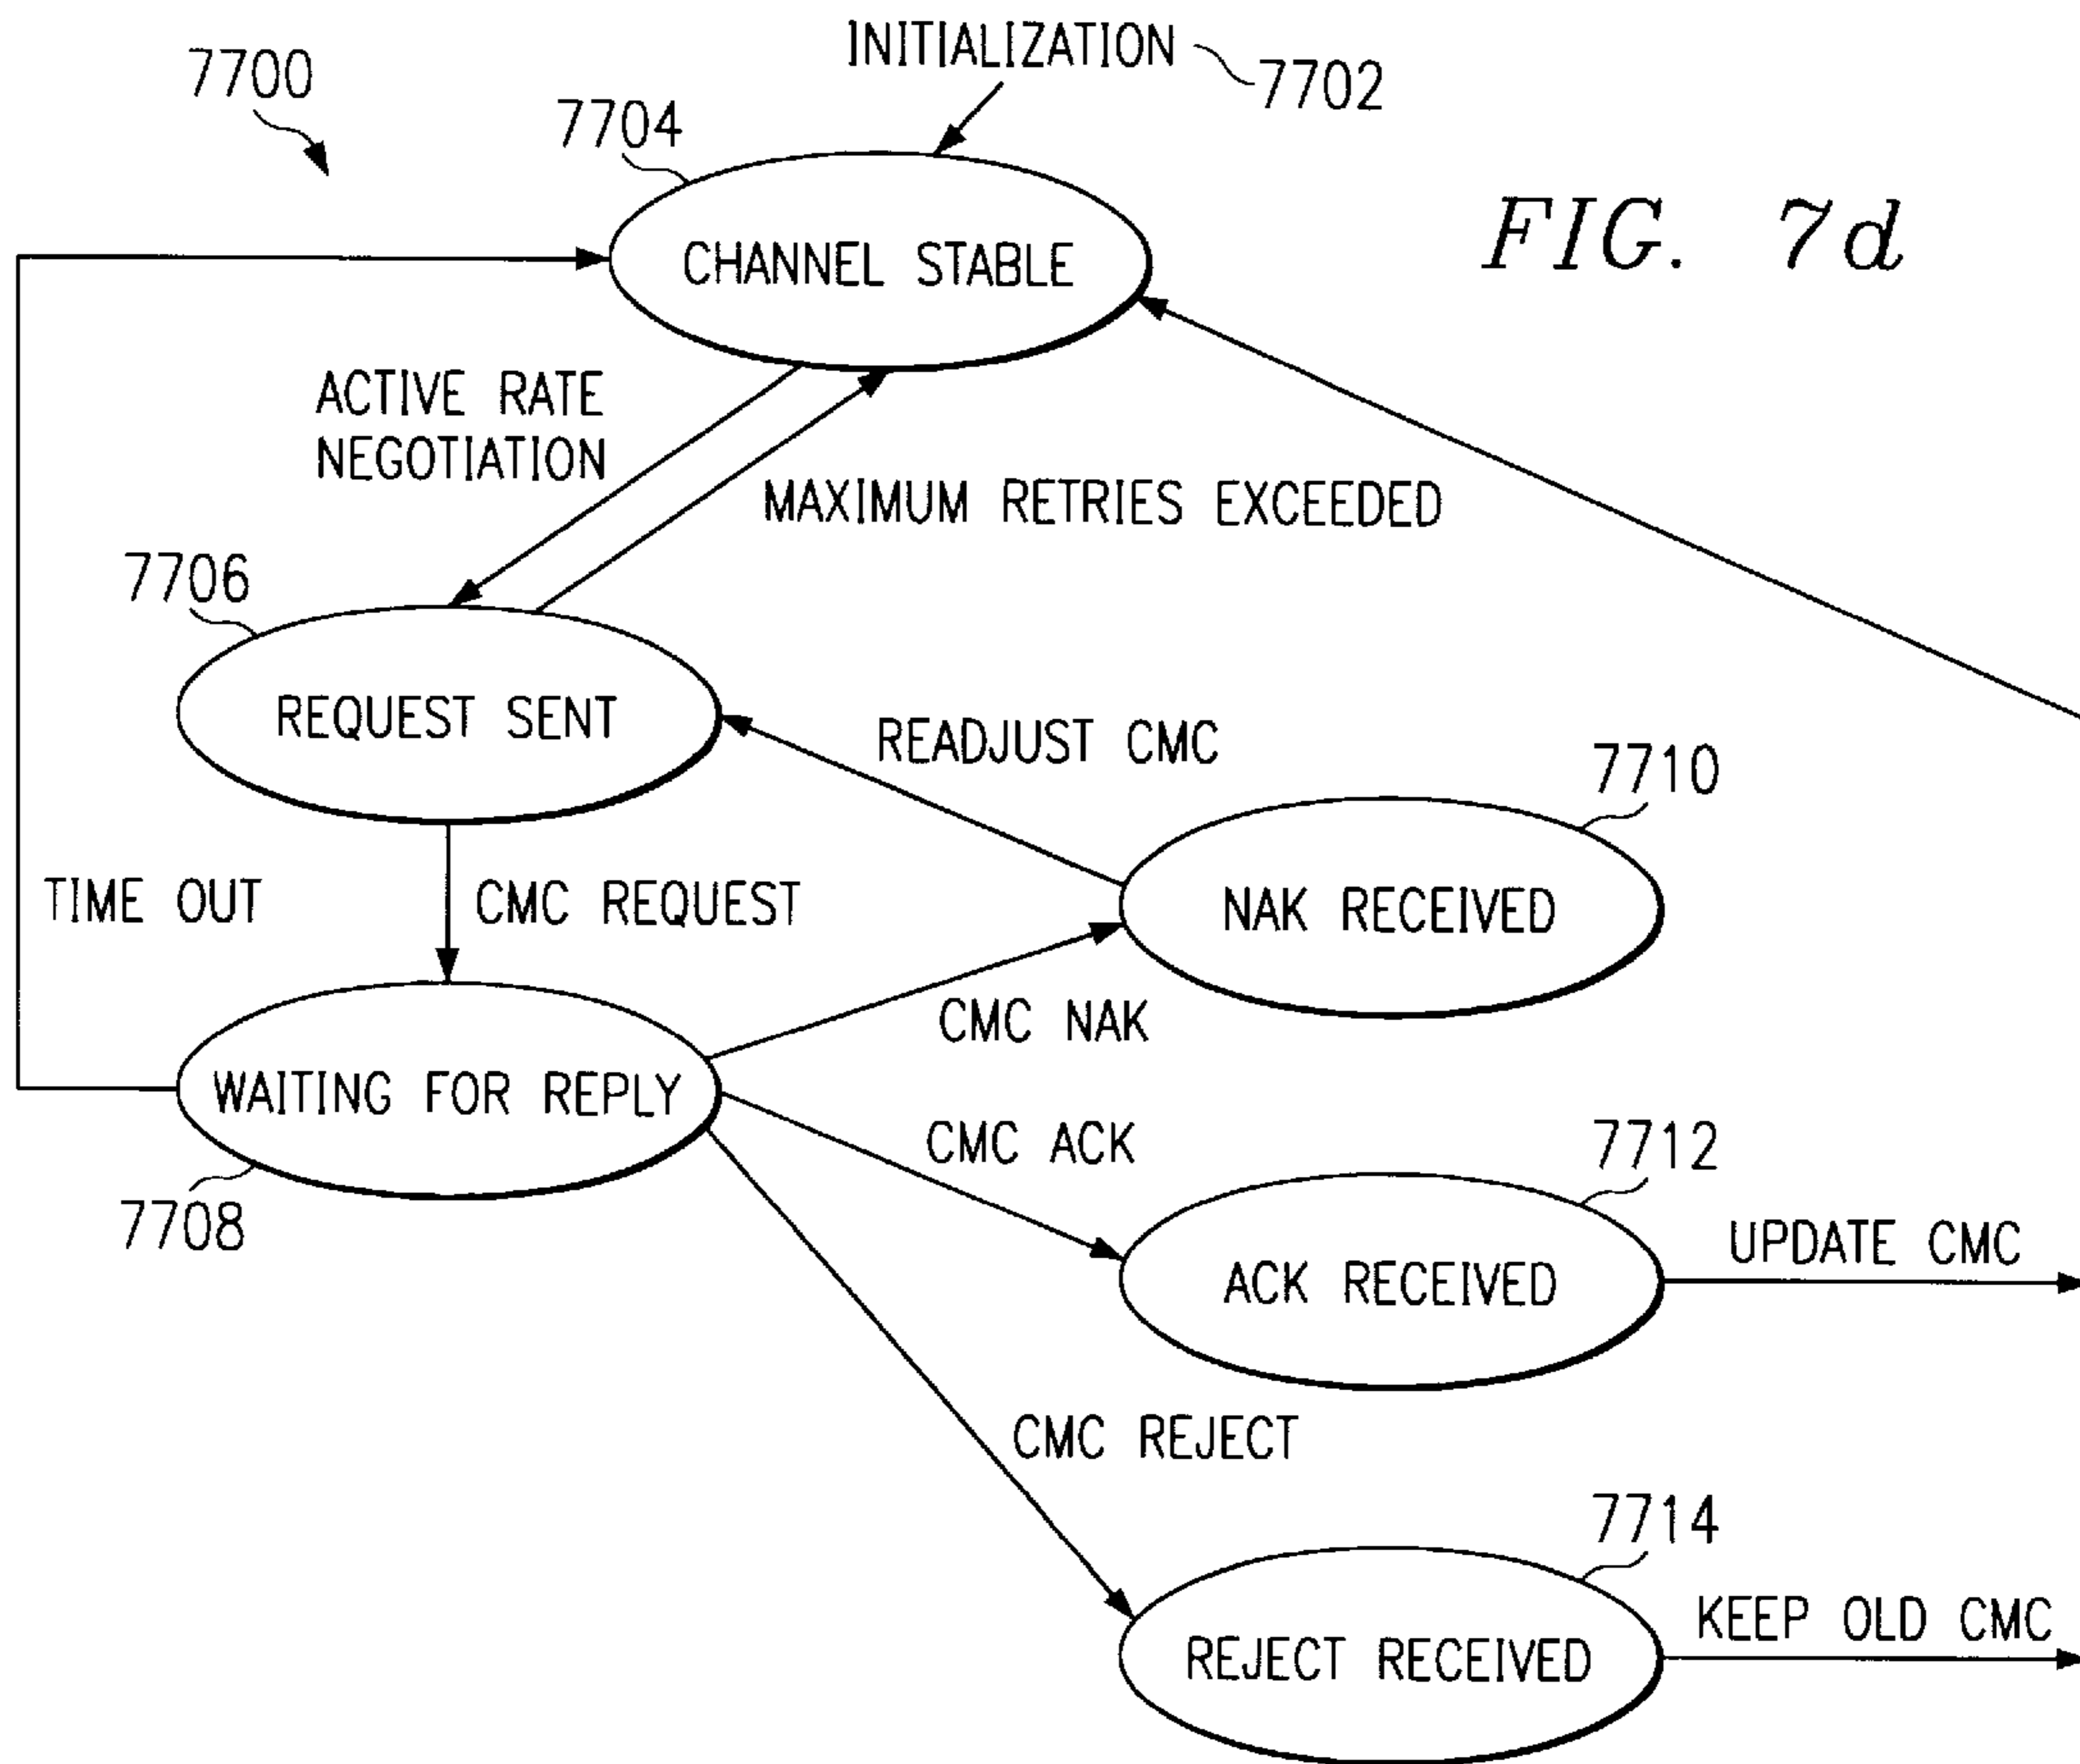 INITIALIZATION
7702
7700
7704
CHANNEL STABLE
FIG. 7d
ACTIVE RATE
NEGOTIATION
MAXIMUM RETRIES EXCEEDED
7706
REQUEST SENT
READJUST CMC
7710
TIME OUT
CMC REQUEST
NAK RECEIVED
CMC NAK
WAITING FOR REPLY
7708
CMC ACK
7712
ACK RECEIVED
UPDATE CMC
CMC REJECT
7714
REJECT RECEIVED
KEEP OLD CMC